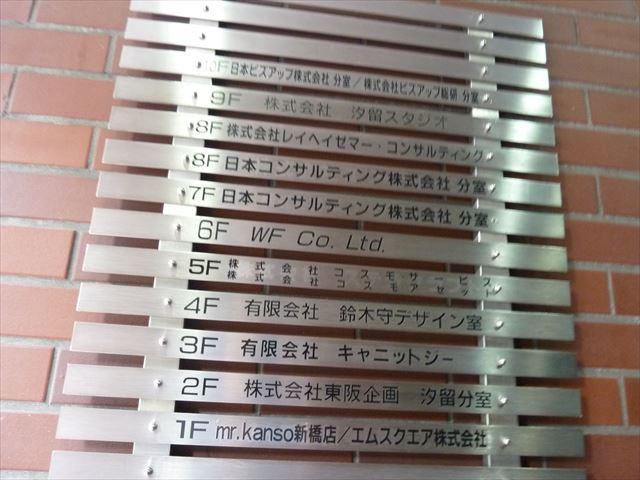 10F 日本ビズアップ株式会社 分室／株式会社ビズアップ総研 分室
9F 株式会社 汐留スタジオ
8F 株式会社レイヘイゼマー・コンサルティング
8F 日本コンサルティング株式会社 分室
7F 日本コンサルティング株式会社 分室
6F WF Co. Ltd.
5F 株式会社コスモ・サービス
株式会社コスモアセット
4F 有限会社 鈴木守デザイン室
3F 有限会社 キャニットジー
2F 株式会社東阪企画 汐留分室
1F mr.kanso新橋店／エムスクエア株式会社